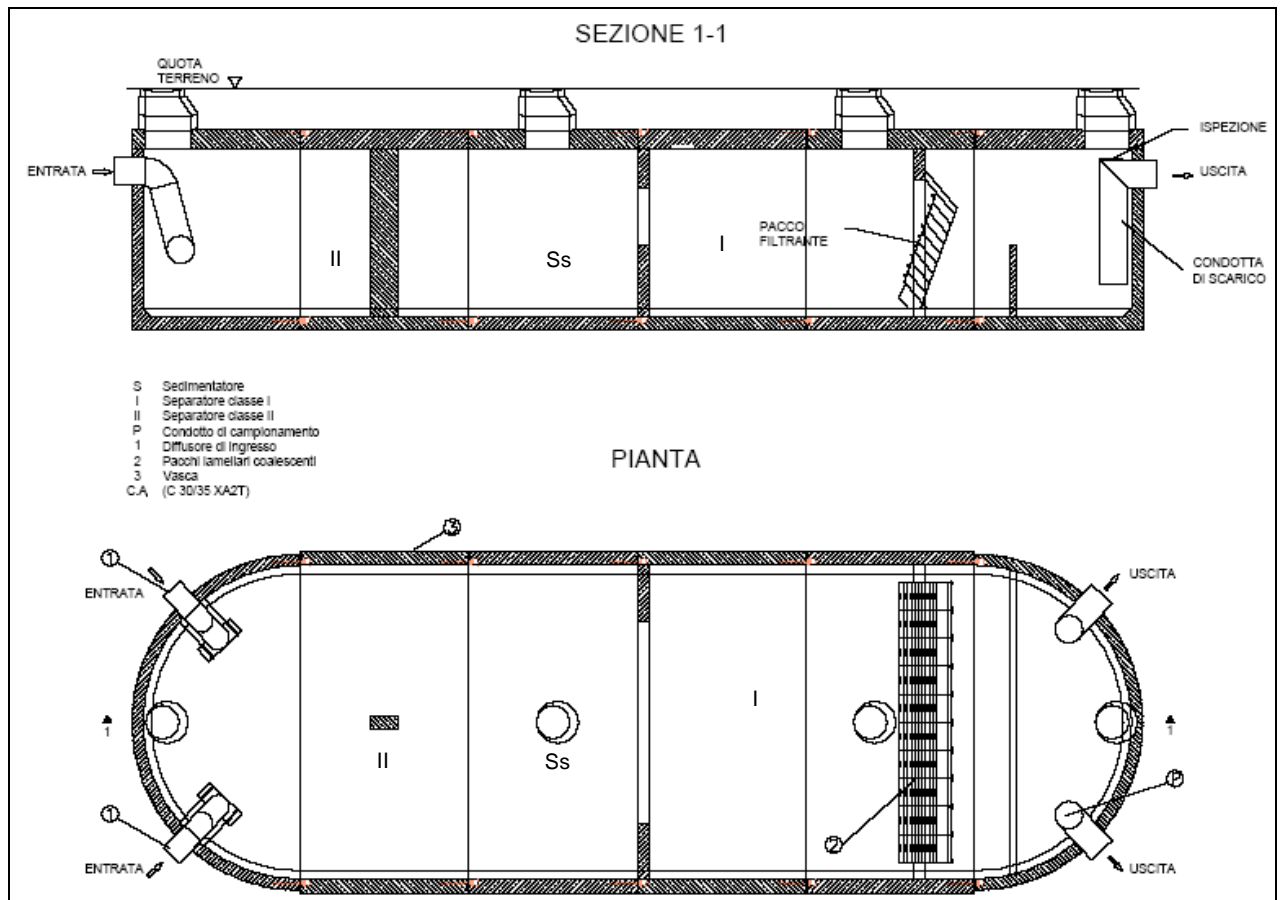 SEZIONE 1-1
QUOTA
TERRENO
ISPEZIONE
ENTRATA
USCITA
II
Ss
I
PACCO
FILTRANTE
CONDOTTA
DI SCARICO
S Sedimentatore
I Separatore classe I
II Separatore classe II
P Condotto di campionamento
1 Diffusore di Ingresso
2 Pacchi lamellari coalescenti
3 Vasca
C.A. (C 30/35 XA2T)
PIANTA
3
1
ENTRATA
USCITA
I
1
1
II
Ss
P
1
2
ENTRATA
USCITA